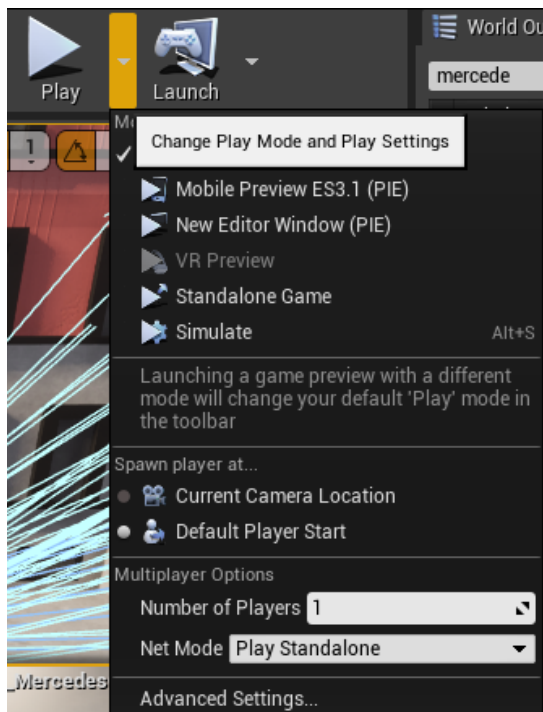 World Ou
Play
Launch
mercede
1
Mo
Change Play Mode and Play Settings
Mobile Preview ES3.1 (PIE)
New Editor Window (PIE)
VR Preview
Standalone Game
Simulate Alt+S
Launching a game preview with a different
mode will change your default 'Play' mode in
the toolbar
Spawn player at...
Current Camera Location
Default Player Start
Multiplayer Options
Number of Players 1
Net Mode Play Standalone
_Mercedes
Advanced Settings...